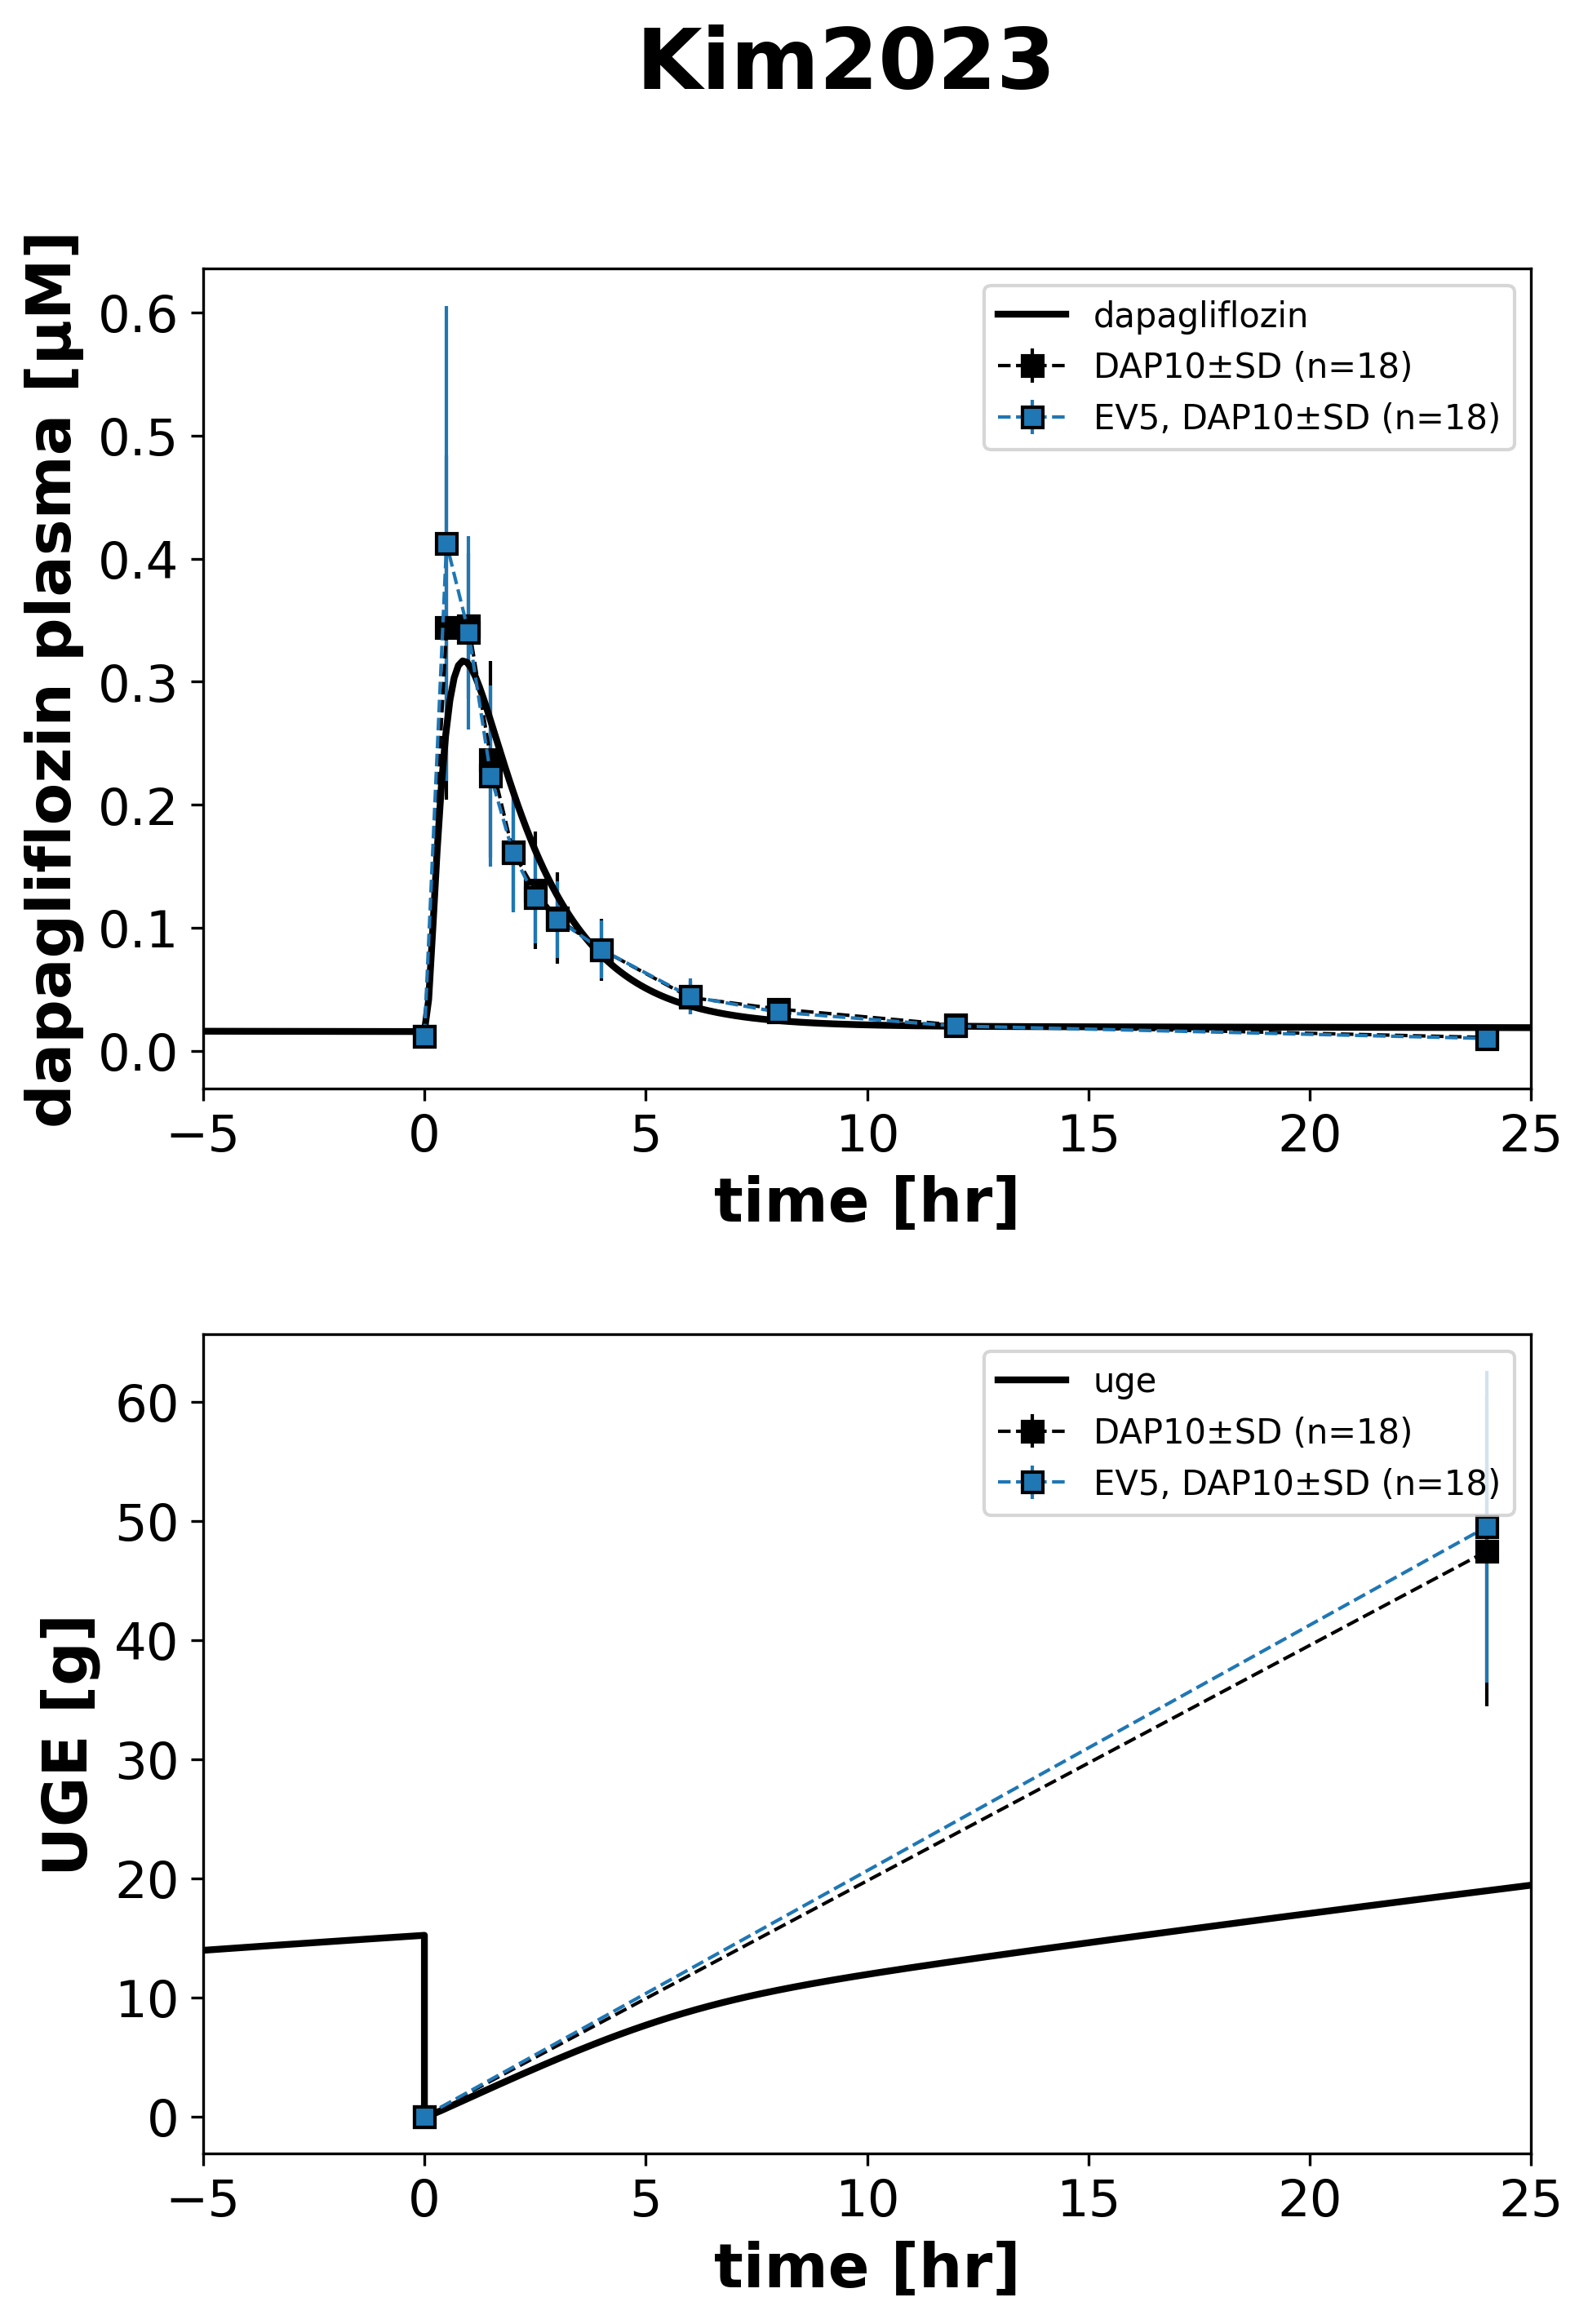 Kim2023
dapagliflozin plasma [µM]
0.6
0.5
0.4
0.3
0.2
0.1
0.0
dapagliflozin
DAP10±SD (n=18)
EV5, DAP10±SD (n=18)
−5 0 5 10 15 20 25
time [hr]
UGE [g]
60
50
40
30
20
10
0
uge
DAP10±SD (n=18)
EV5, DAP10±SD (n=18)
−5 0 5 10 15 20 25
time [hr]